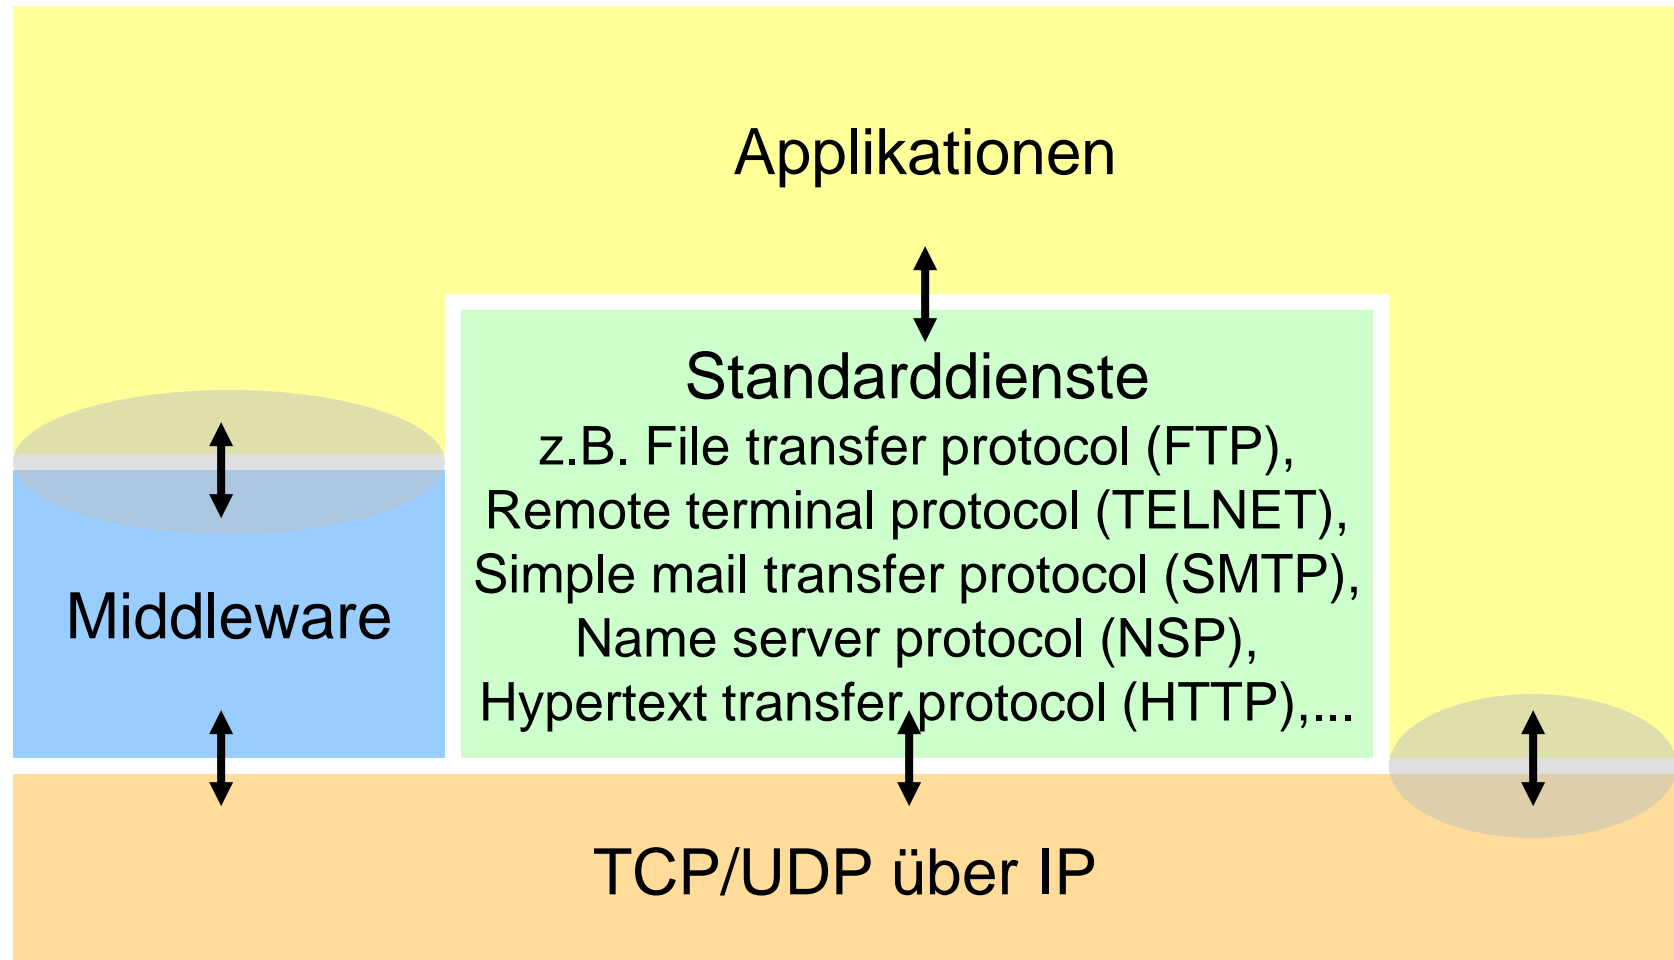 Applikationen
Standarddienste
z.B. File transfer protocol (FTP),
Remote terminal protocol (TELNET),
Simple mail transfer protocol (SMTP),
Name server protocol (NSP),
Hypertext transfer protocol (HTTP),...
Middleware
TCP/UDP über IP